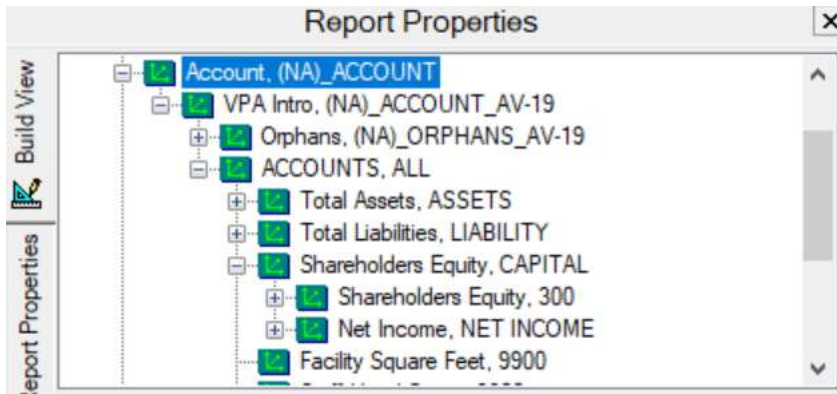 Report Properties
Build View
Report Properties
Account, (NA)_ACCOUNT
VPA Intro, (NA)_ACCOUNT_AV-19
Orphans, (NA)_ORPHANS_AV-19
ACCOUNTS, ALL
Total Assets, ASSETS
Total Liabilities, LIABILITY
Shareholders Equity, CAPITAL
Shareholders Equity, 300
Net Income, NET INCOME
Facility Square Feet, 9900